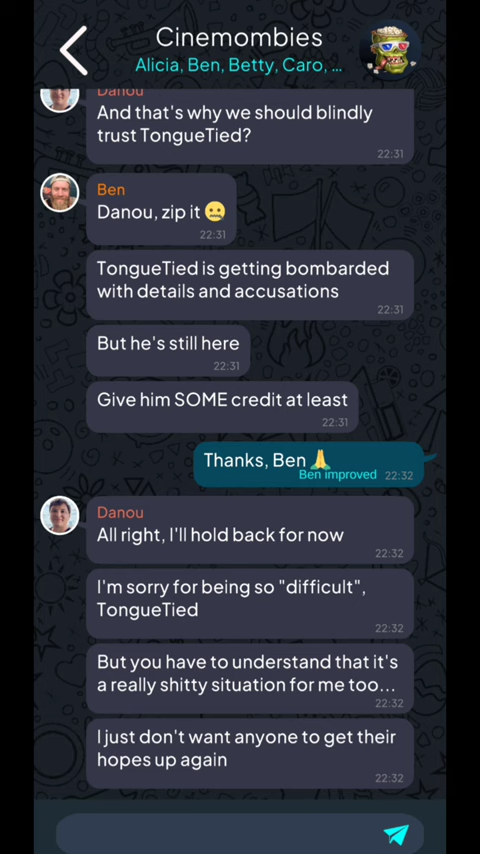 Cinemombies
Alicia, Ben, Betty, Caro, ...
Danou
And that's why we should blindly
trust TongueTied?
22:31
Ben
Danou, zip it 🤐
22:31
TongueTied is getting bombarded
with details and accusations
22:31
But he's still here
22:31
Give him SOME credit at least
22:31
Thanks, Ben 🙏
Ben improved 22:32
Danou
All right, I'll hold back for now
22:32
I'm sorry for being so "difficult",
TongueTied
22:32
But you have to understand that it's
a really shitty situation for me too...
22:32
I just don't want anyone to get their
hopes up again
22:32